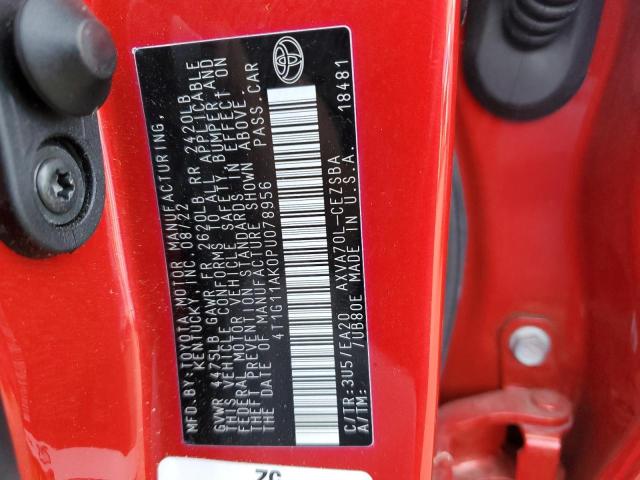 MFD. BY: TOYOTA MOTOR MANUFACTURING,
KENTUCKY, INC. 08/22
GVWR 4475LB GAWR FR 2620LB RR 2420LB
THIS VEHICLE CONFORMS TO ALL APPLICABLE
FEDERAL MOTOR VEHICLE SAFETY, BUMPER, AND
THEFT PREVENTION STANDARDS IN EFFECT ON
THE DATE OF MANUFACTURE SHOWN ABOVE.
4T1G11AK0PU078956 PASS.CAR
C/TR:3U5/EA20 AXVA70L-CEZSBA 18481
A/TM: /UB80E MADE IN U.S.A.